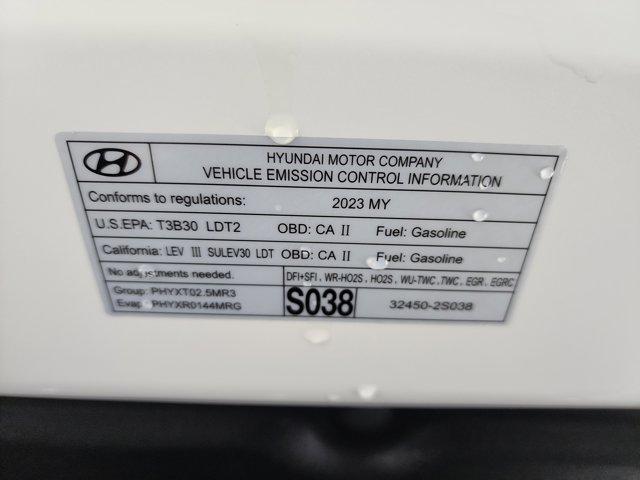 HYUNDAI MOTOR COMPANY
VEHICLE EMISSION CONTROL INFORMATION
Conforms to regulations: 2023 MY
U.S.EPA: T3B30 LDT2 OBD: CA II Fuel: Gasoline
California: LEV III SULEV30 LDT OBD: CA II Fuel: Gasoline
No adjustments needed. DFI+SFI, WR-HO2S, HO2S, WU-TWC, TWC, EGR, EGRC
Group: PHYXT02.5MR3
Evap: PHYXR0144MRG
S038 32450-2S038